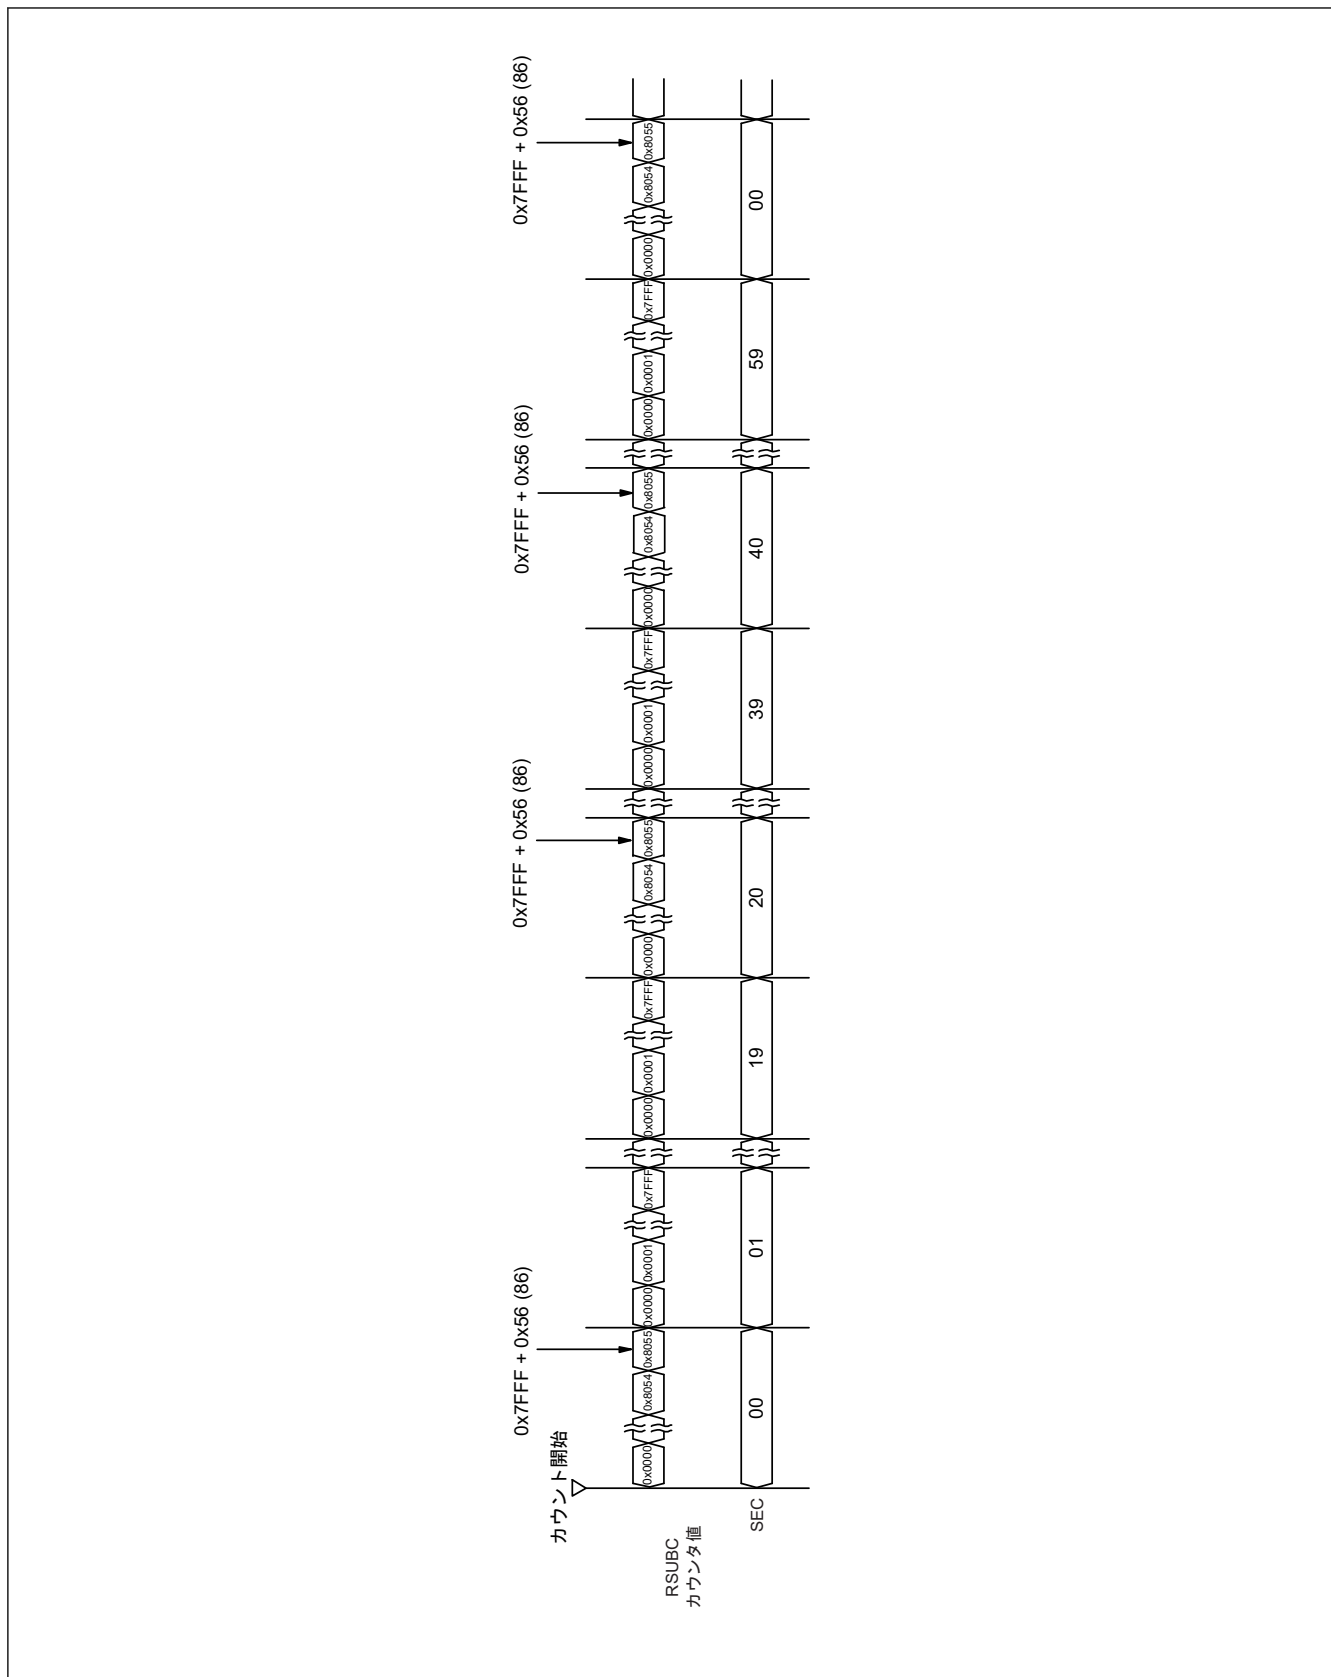 0x7FFF + 0x56 (86) 0x7FFF + 0x56 (86) 0x7FFF + 0x56 (86) 0x7FFF + 0x56 (86)
カウント開始
RSUBC
カウンタ値
0x0000 0x8054 0x8055 0x0000 0x0001 0x7FFF 0x0000 0x0001 0x7FFF 0x0000 0x8054 0x8055 0x0000 0x0001 0x7FFF 0x0000 0x8054 0x8055 0x0000 0x0001 0x7FFF 0x0000 0x8054 0x8055
SEC 00 01 19 20 39 40 59 00